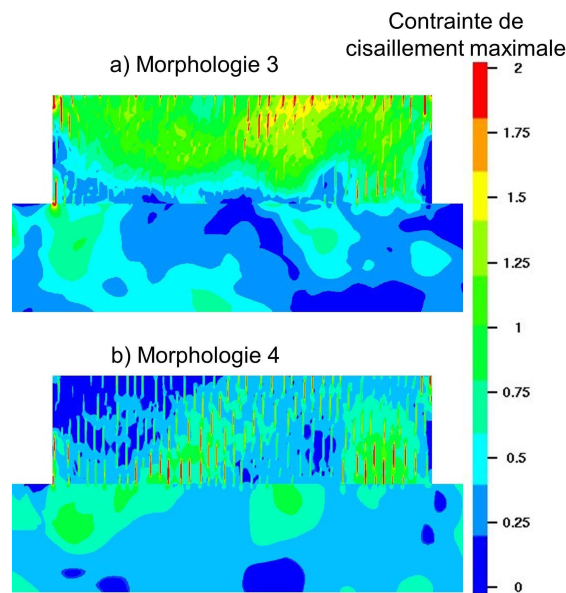 Contrainte de
cisaillement maximale
a) Morphologie 3
2
1.75
1.5
1.25
1
0.75
0.5
0.25
0
b) Morphologie 4